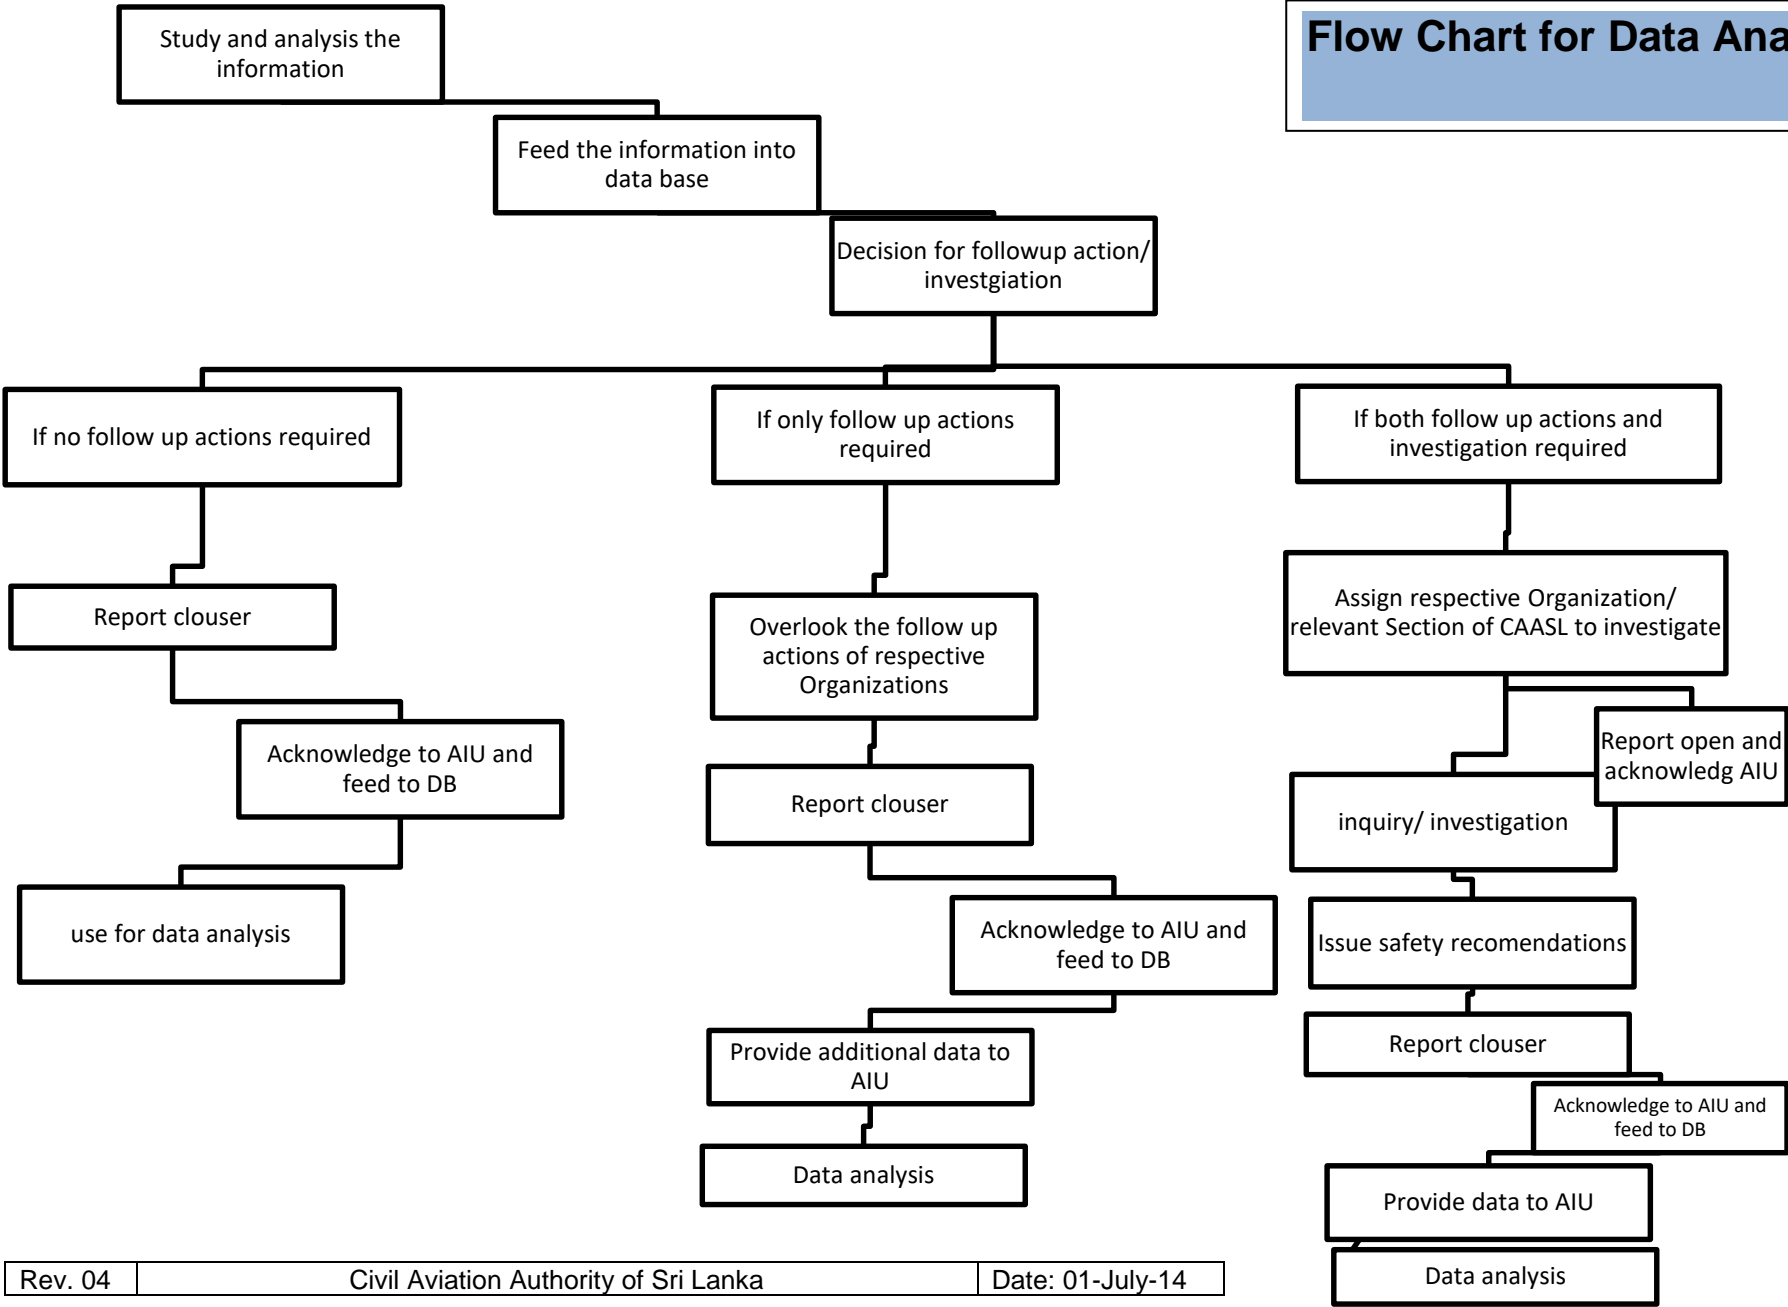 Flow Chart for Data Ana
Study and analysis the
information
Feed the information into
data base
Decision for followup action/
investgiation
If no follow up actions required
If only follow up actions
required
If both follow up actions and
investigation required
Report clouser
Acknowledge to AIU and
feed to DB
use for data analysis
Overlook the follow up
actions of respective
Organizations
Report clouser
Acknowledge to AIU and
feed to DB
Provide additional data to
AIU
Data analysis
Assign respective Organization/
relevant Section of CAASL to investigate
Report open and
acknowledg AIU
inquiry/ investigation
Issue safety recomendations
Report clouser
Acknowledge to AIU and
feed to DB
Provide data to AIU
Data analysis
Rev. 04 Civil Aviation Authority of Sri Lanka Date: 01-July-14